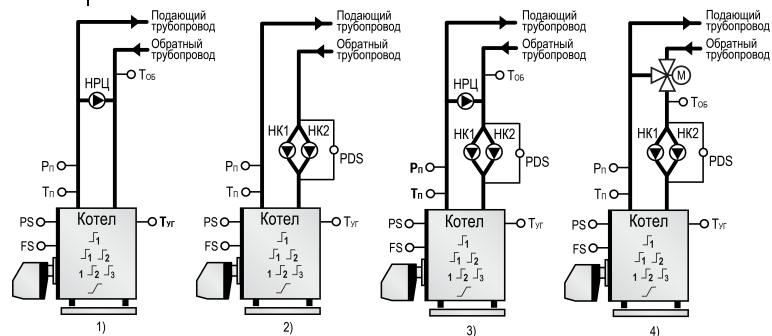 Подающий
трубопровод
Обратный
трубопровод
TОБ
НРЦ
PП
TП
PS
FS
Котел
TУГ
1
1 2
1 2 3
1)
Подающий
трубопровод
Обратный
трубопровод
НК1 НК2
PDS
PП
TП
PS
FS
Котел
TУГ
1
1 2
1 2 3
2)
Подающий
трубопровод
Обратный
трубопровод
TОБ
НРЦ
НК1 НК2
PDS
PП
TП
PS
FS
Котел
TУГ
1
1 2
1 2 3
3)
Подающий
трубопровод
Обратный
трубопровод
M
TОБ
НК1 НК2
PDS
PП
TП
PS
FS
Котел
TУГ
1
1 2
1 2 3
4)